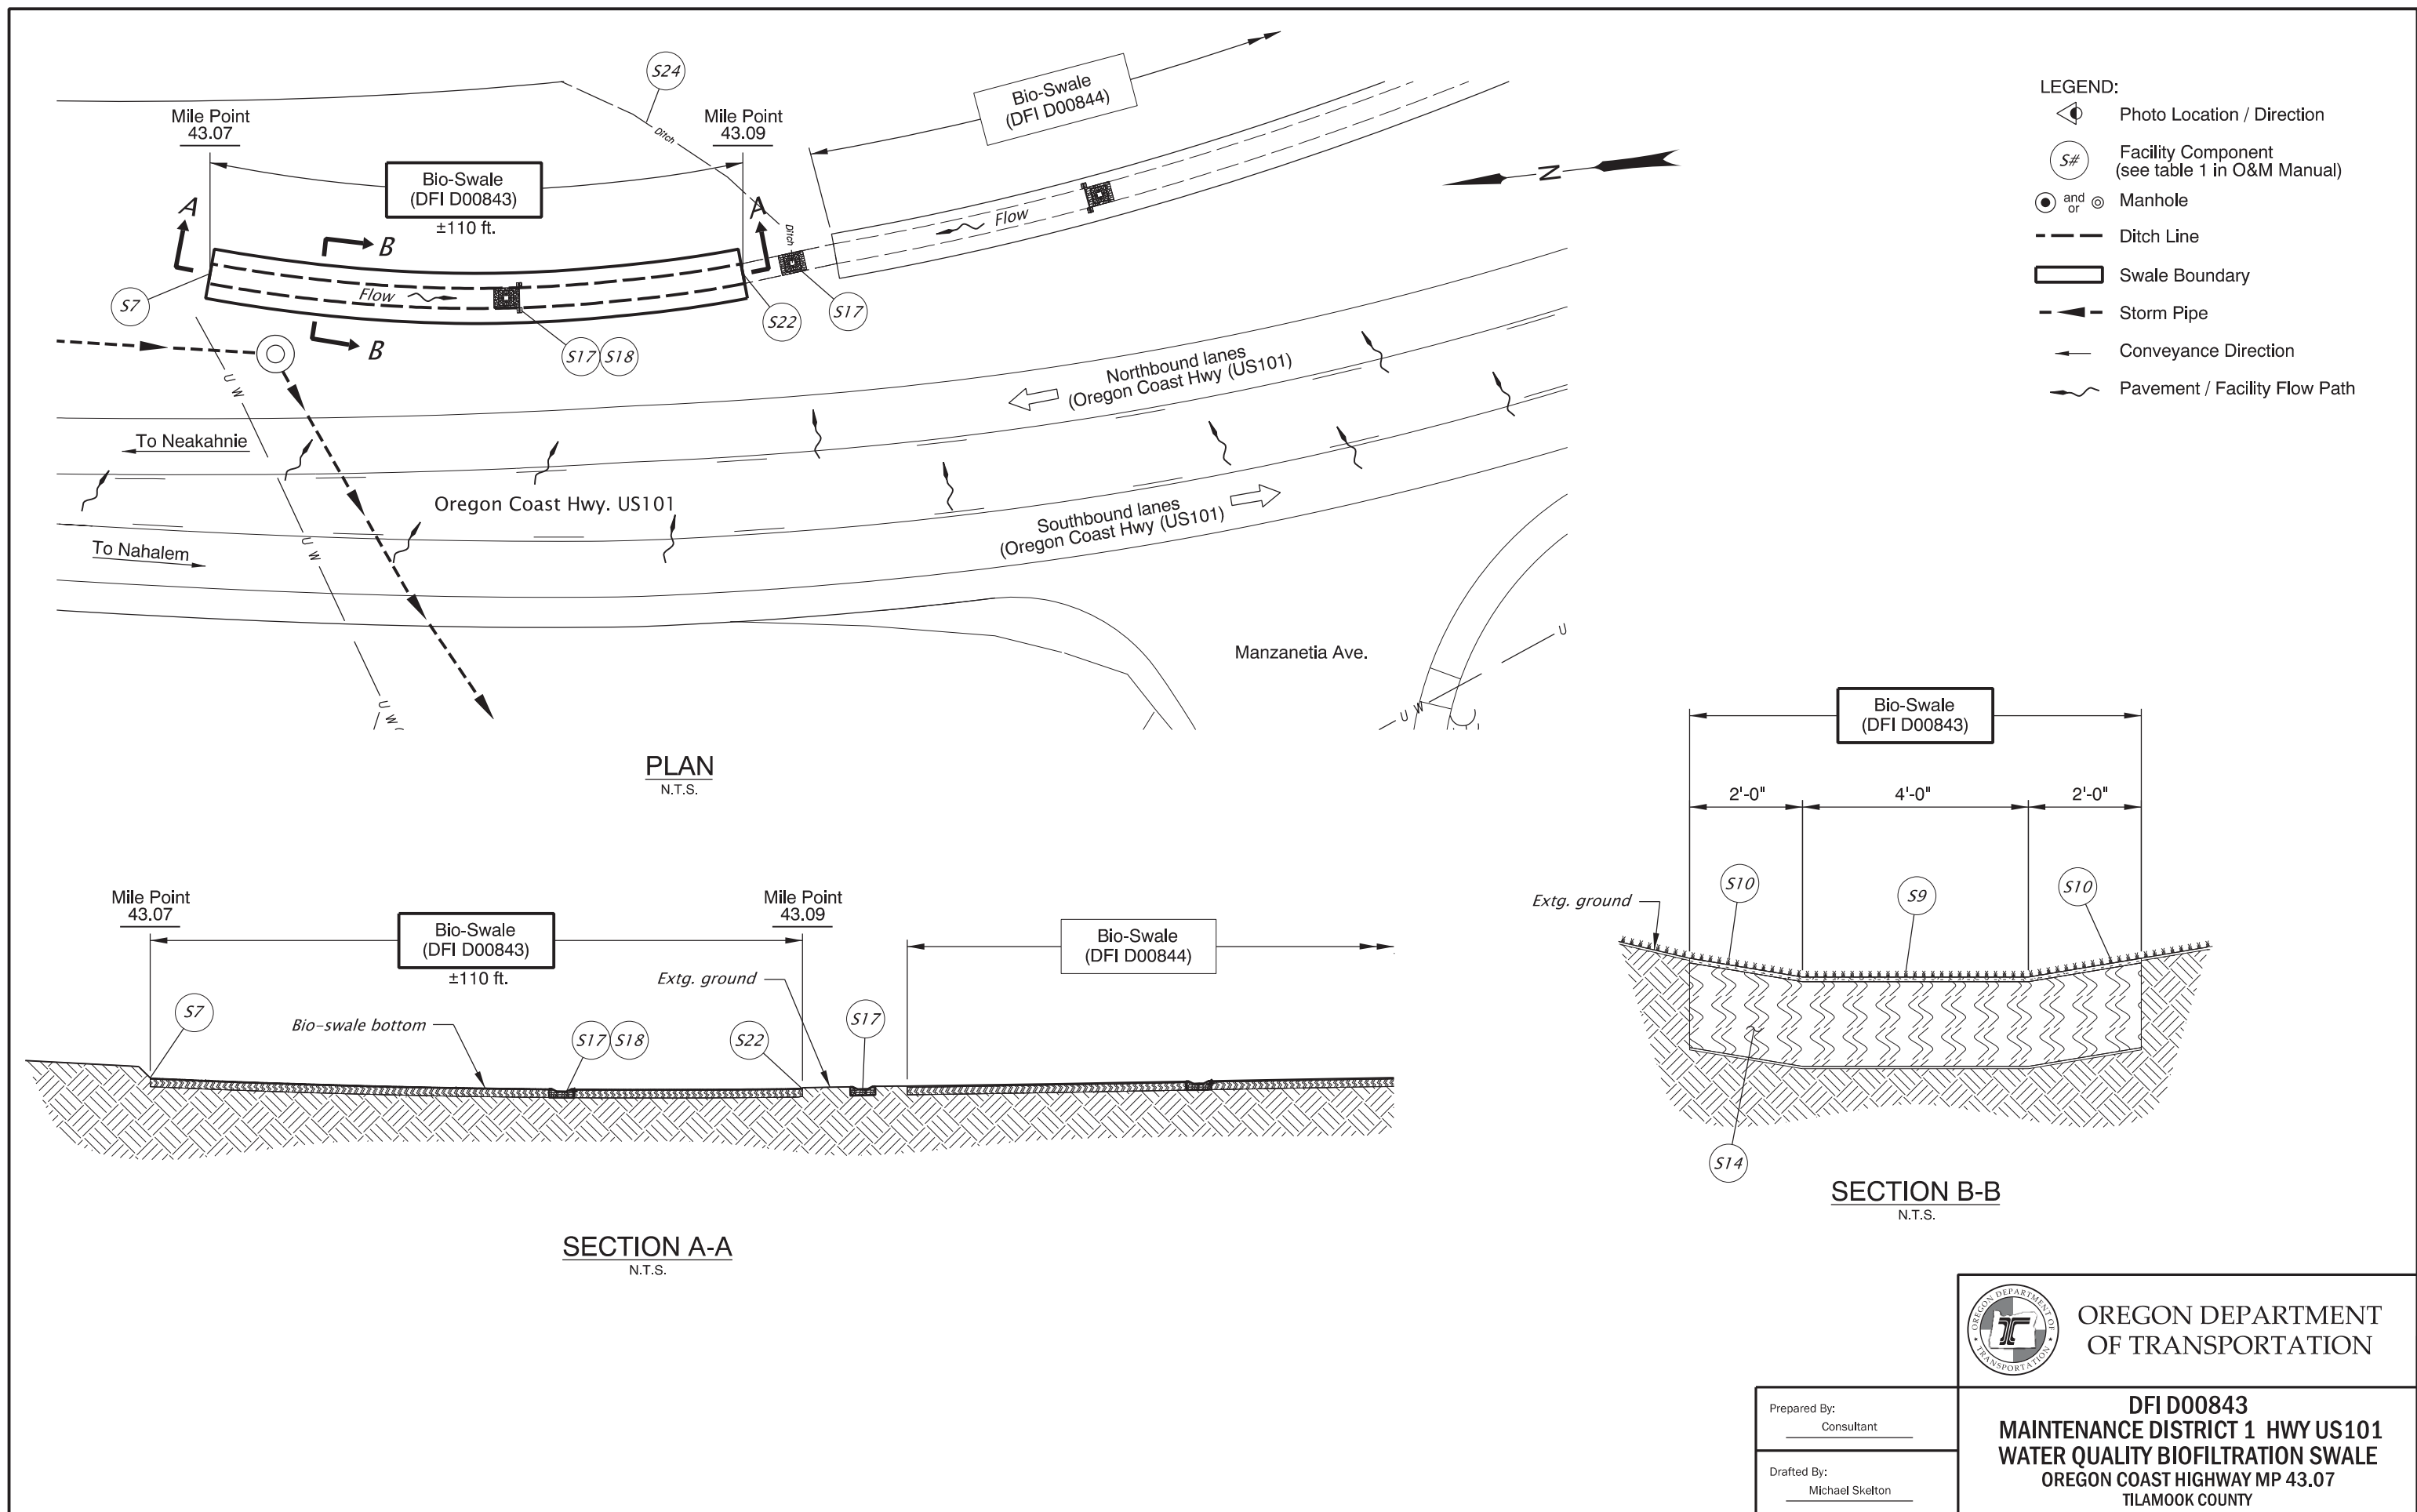 S24
Mile Point
43.07
Mile Point
43.09
Bio-Swale
(DFI D00843)
±110 ft.
Bio-Swale
(DFI D00844)
Ditch
Ditch
A
A
B
B
Flow
Flow
N
S7
S17
S18
S22
S17
U W
U W
U W
Northbound lanes
(Oregon Coast Hwy (US101)
To Neakahnie
Oregon Coast Hwy. US101
Southbound lanes
(Oregon Coast Hwy (US101)
To Nahalem
Manzanetia Ave.
U W
U
PLAN
N.T.S.
LEGEND:
Photo Location / Direction
S#
Facility Component
(see table 1 in O&M Manual)
and
or
Manhole
Ditch Line
Swale Boundary
Storm Pipe
Conveyance Direction
Pavement / Facility Flow Path
Mile Point
43.07
Mile Point
43.09
Bio-Swale
(DFI D00843)
±110 ft.
Bio-Swale
(DFI D00844)
Extg. ground
S7
Bio-swale bottom
S17
S18
S22
S17
SECTION A-A
N.T.S.
Bio-Swale
(DFI D00843)
2'-0"
4'-0"
2'-0"
Extg. ground
S10
S9
S10
S14
SECTION B-B
N.T.S.
OREGON DEPARTMENT OF
TRANSPORTATION
OREGON DEPARTMENT
OF TRANSPORTATION
Prepared By:
Consultant
Drafted By:
Michael Skelton
DFI D00843
MAINTENANCE DISTRICT 1 HWY US101
WATER QUALITY BIOFILTRATION SWALE
OREGON COAST HIGHWAY MP 43.07
TILAMOOK COUNTY